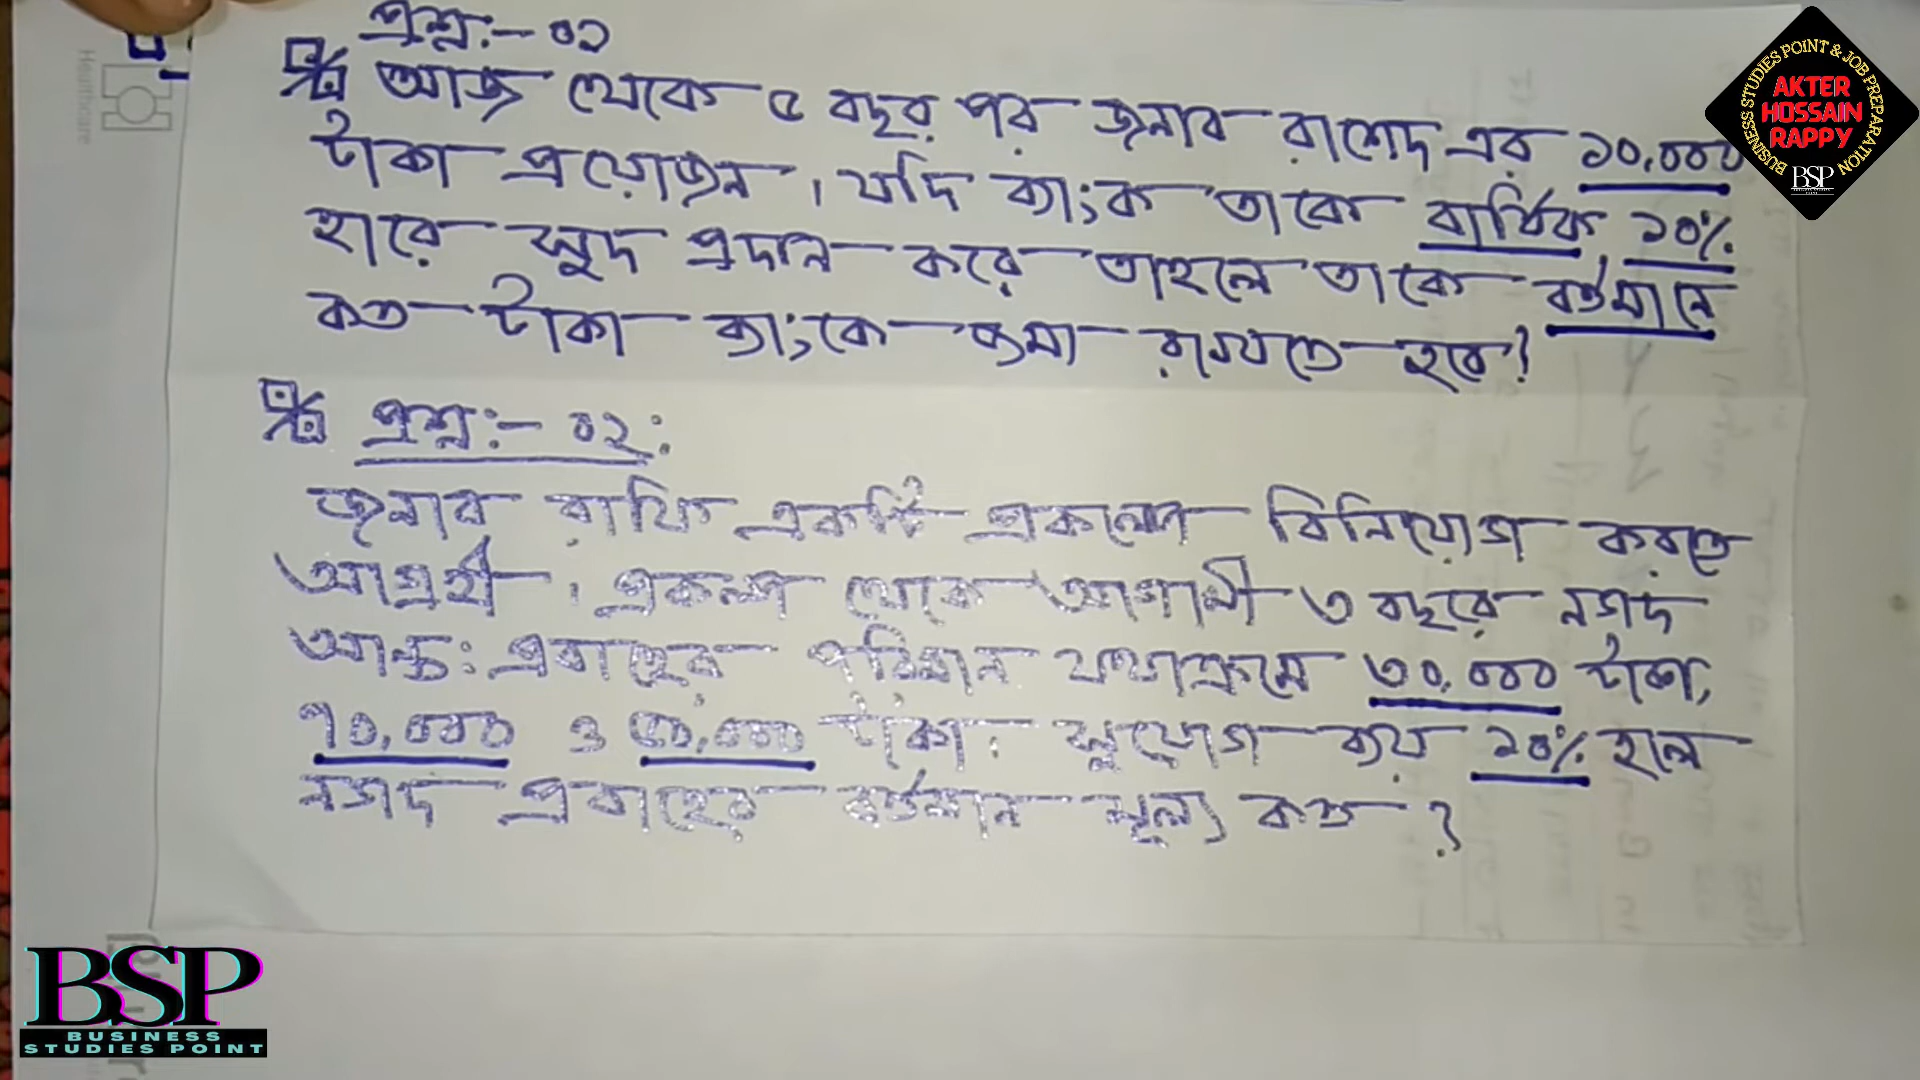 প্রশ্ন:- ০১
আজ থেকে ৫ বছর পর জনাব রাশেদ এর ১০,০০০
টাকা প্রয়োজন। যদি ব্যাংক তাকে বার্ষিক ১০%
হারে সুদ প্রদান করে তাহলে তাকে বর্তমানে
কত টাকা ব্যাংকে জমা রাখতে হবে?
প্রশ্ন:- ০২:
জনাব রাফি একটি প্রকল্পে বিনিয়োগ করতে
আগ্রহী। প্রকল্প থেকে আগামী ৩ বছরে নগদ
আন্ত:প্রবাহের পরিমান যথাক্রমে ৩০,০০০ টাকা,
৭০,০০০ ও ৫০,০০০ টাকা। সুযোগ ব্যয় ১০% হলে
নগদ প্রবাহের বর্তমান মূল্য কত?
BUSINESS STUDIES POINT & JOB PREPARATION
AKTER
HOSSAIN
RAPPY
BSP
BSP
BUSINESS
STUDIES POINT
Healthcare